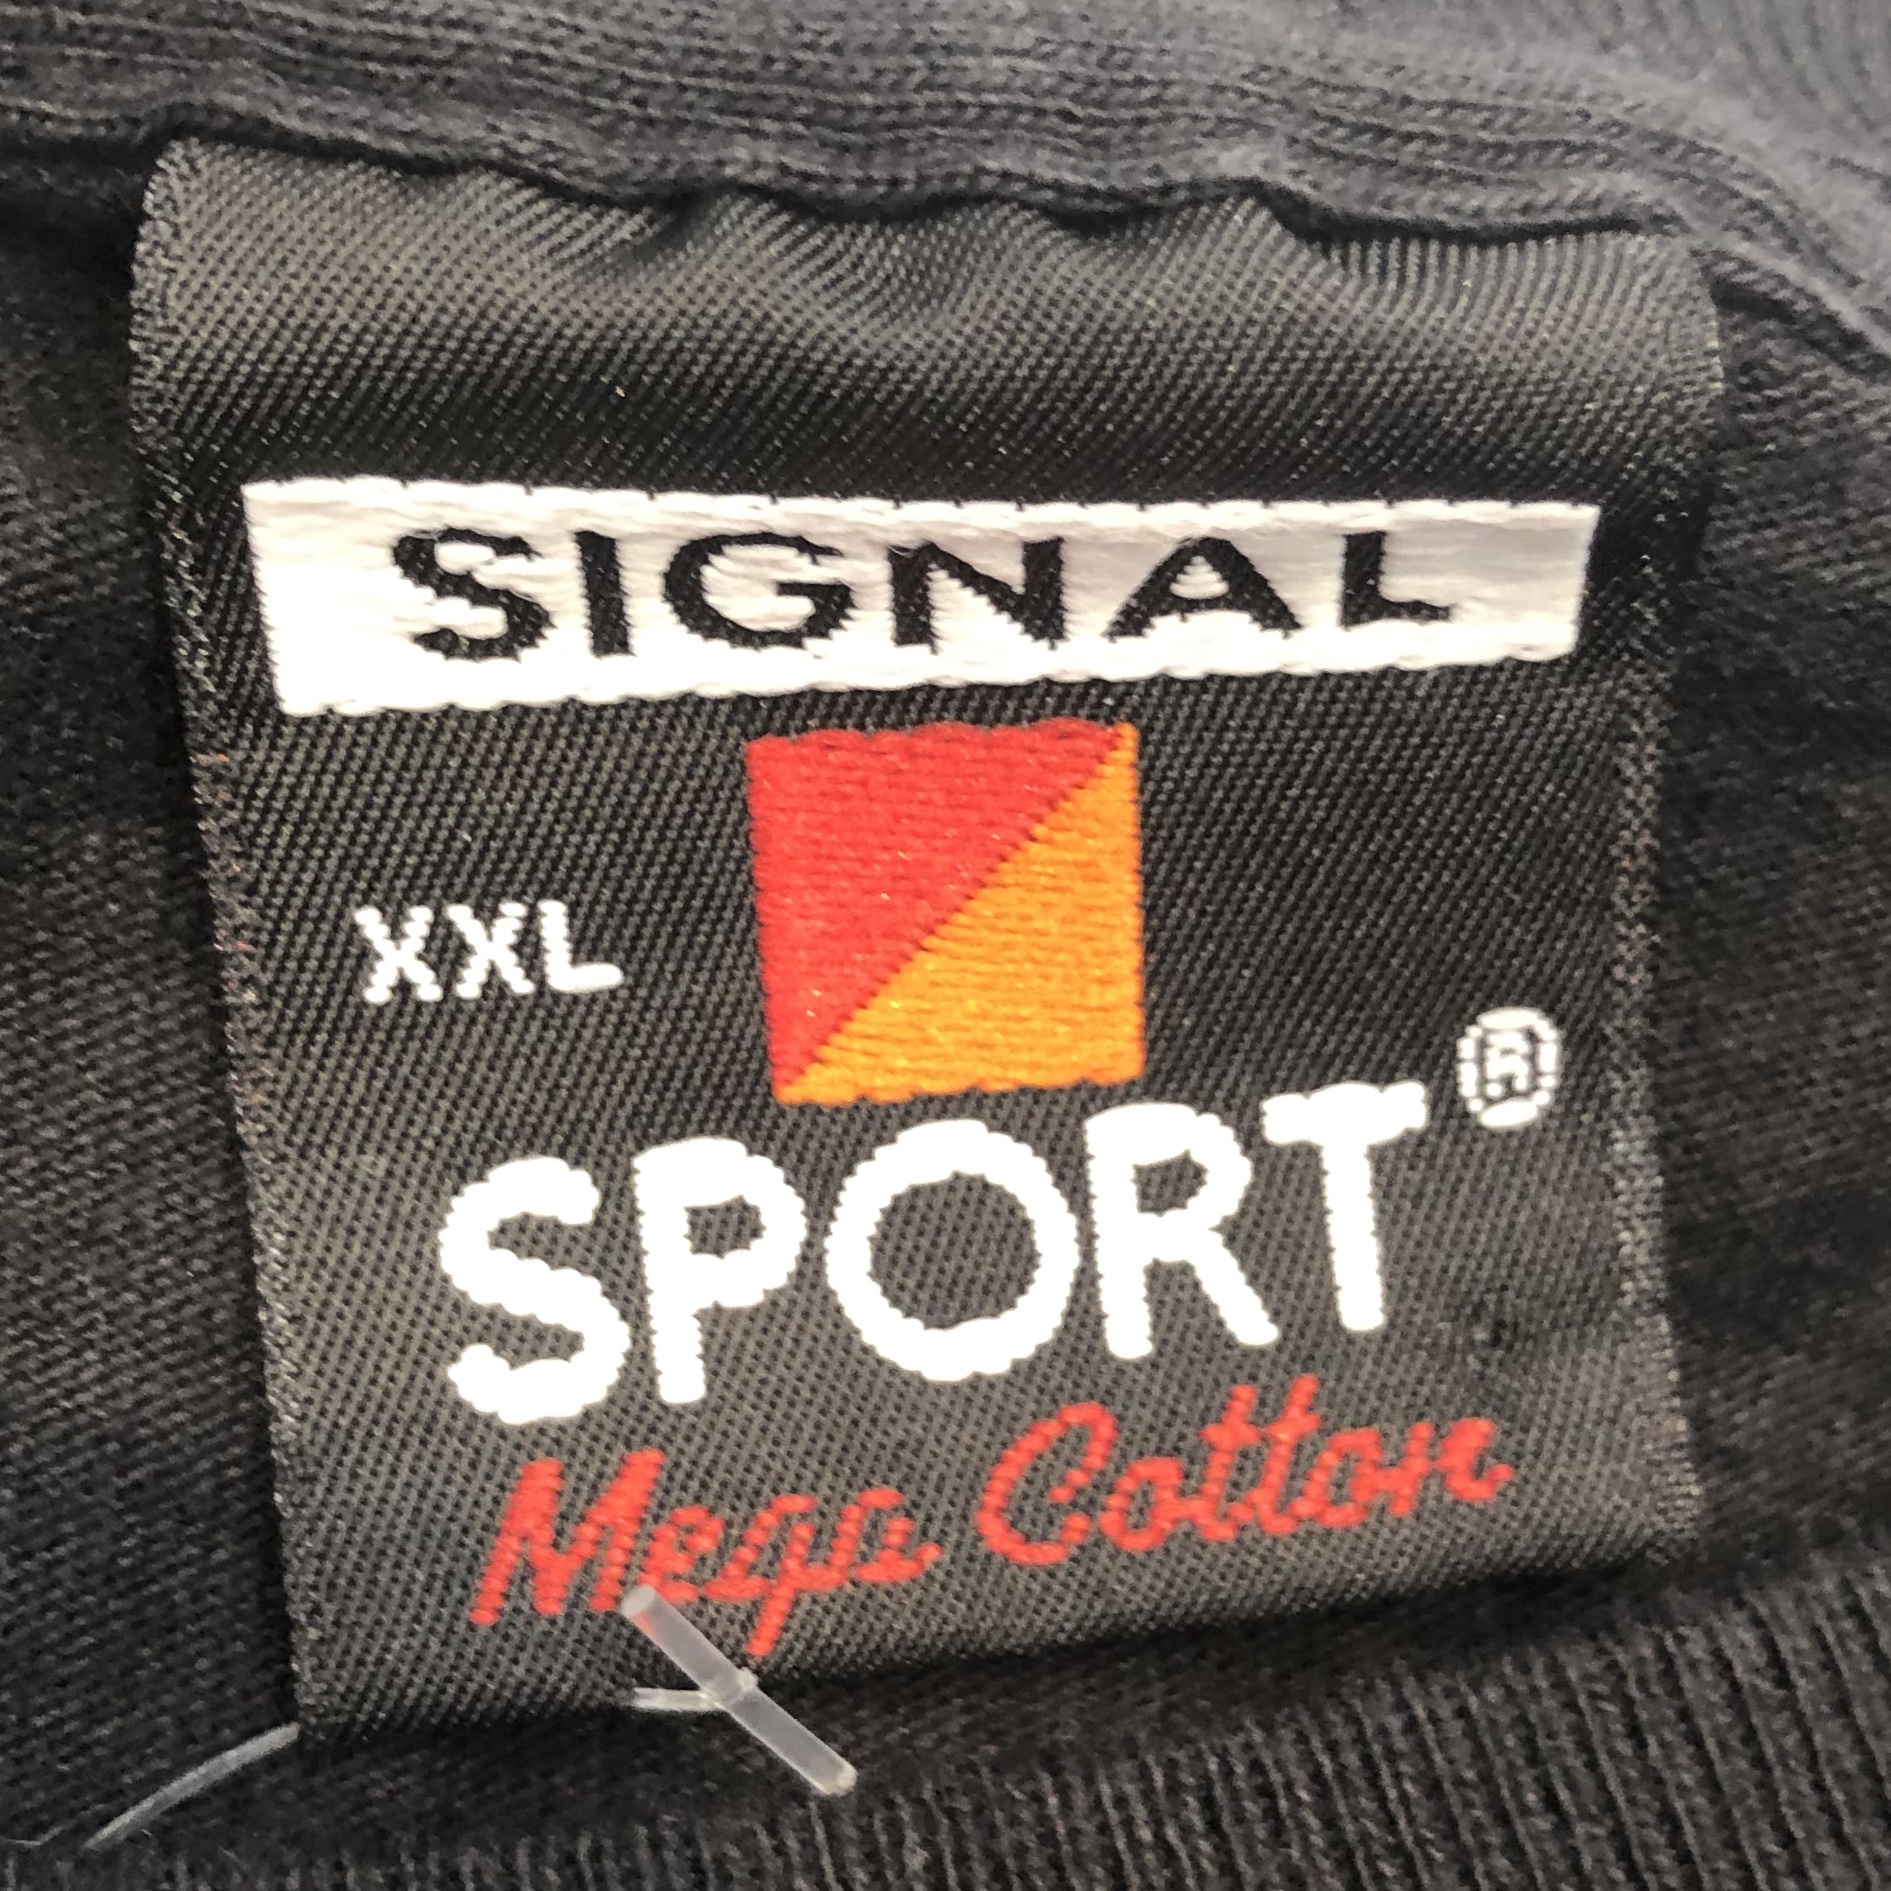 SIGNAL
XXL
SPORT®
Mega Cotton